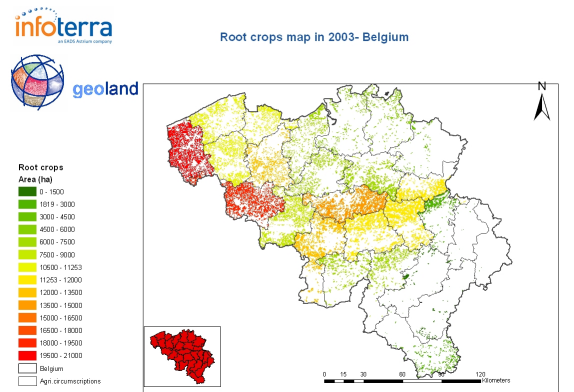 infoterra
an EADS Astrium company
geoland
Root crops map in 2003- Belgium
N
Root crops
Area (ha)
0 - 1500
1819 - 3000
3000 - 4500
4500 - 6000
6000 - 7500
7500 - 9000
10500 - 11253
11253 - 12000
12000 - 13500
13500 - 15000
15000 - 16500
16500 - 18000
18000 - 19500
19500 - 21000
Belgium
Agri.circumscriptions
0 15 30 60 90 120
Kilometers